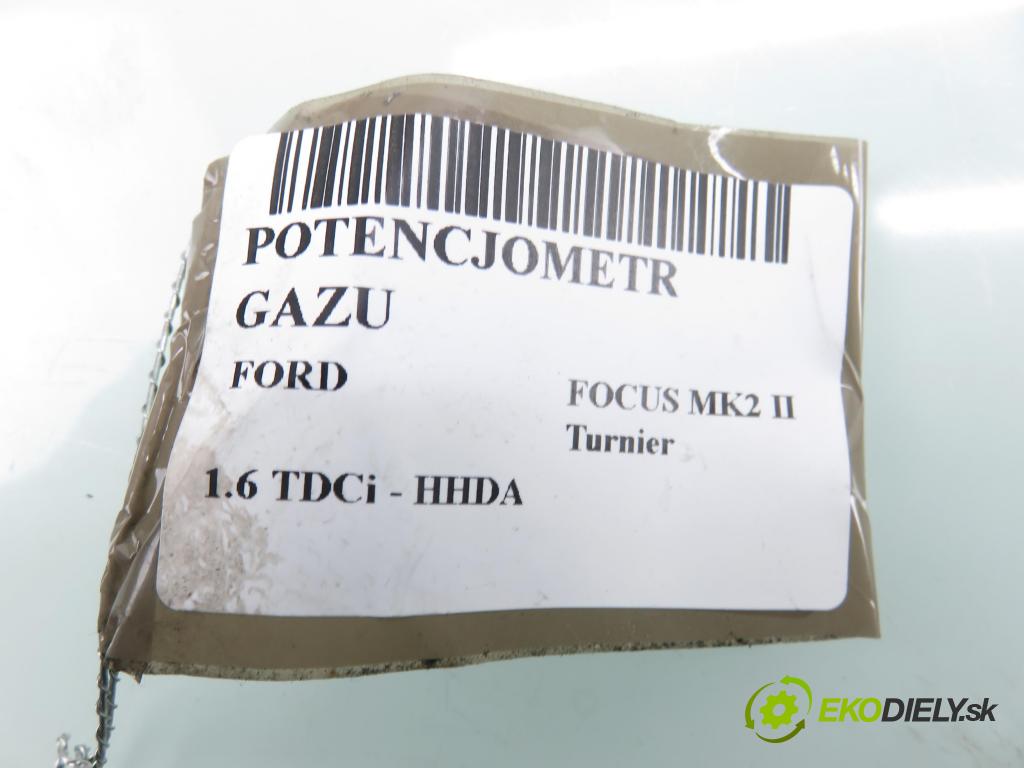 POTENCJOMETR
GAZU
FORD
FOCUS MK2 II
Turnier
1.6 TDCi - HHDA
EKODIELY.sk